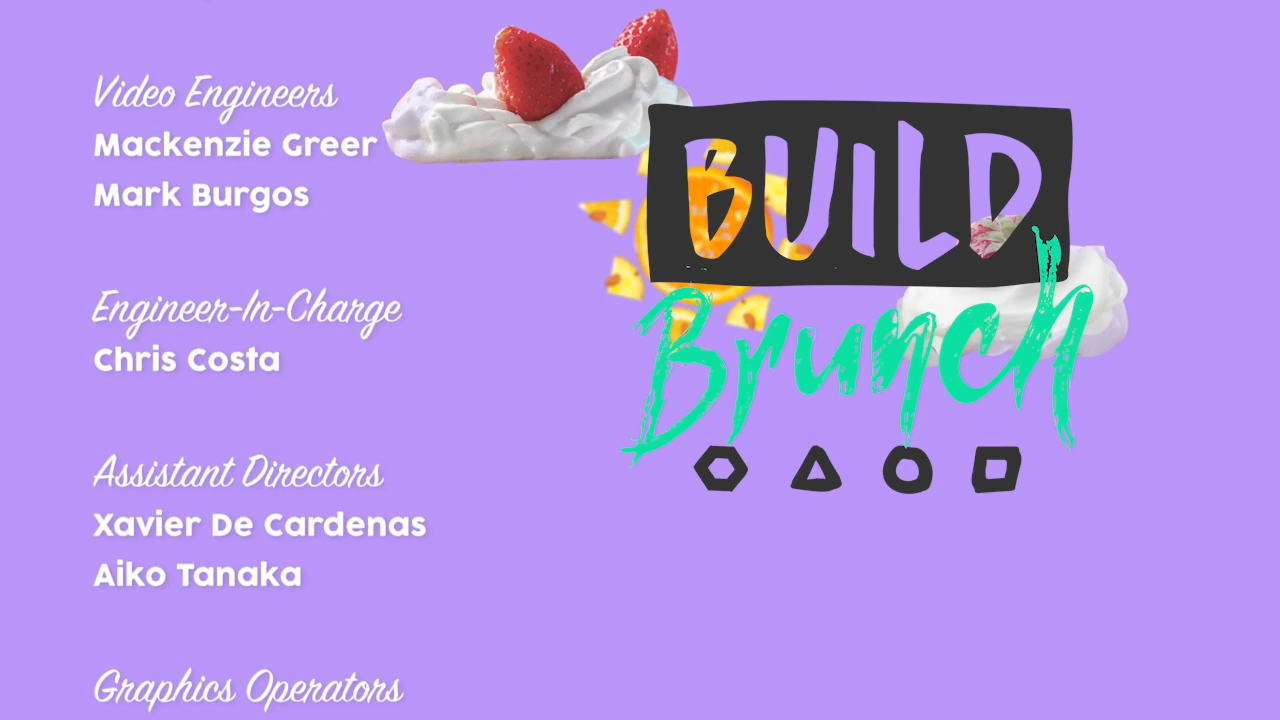 Video Engineers
Mackenzie Greer
Mark Burgos
Engineer-In-Charge
Chris Costa
Assistant Directors
Xavier De Cardenas
Aiko Tanaka
Graphics Operators
BUILD
Brunch